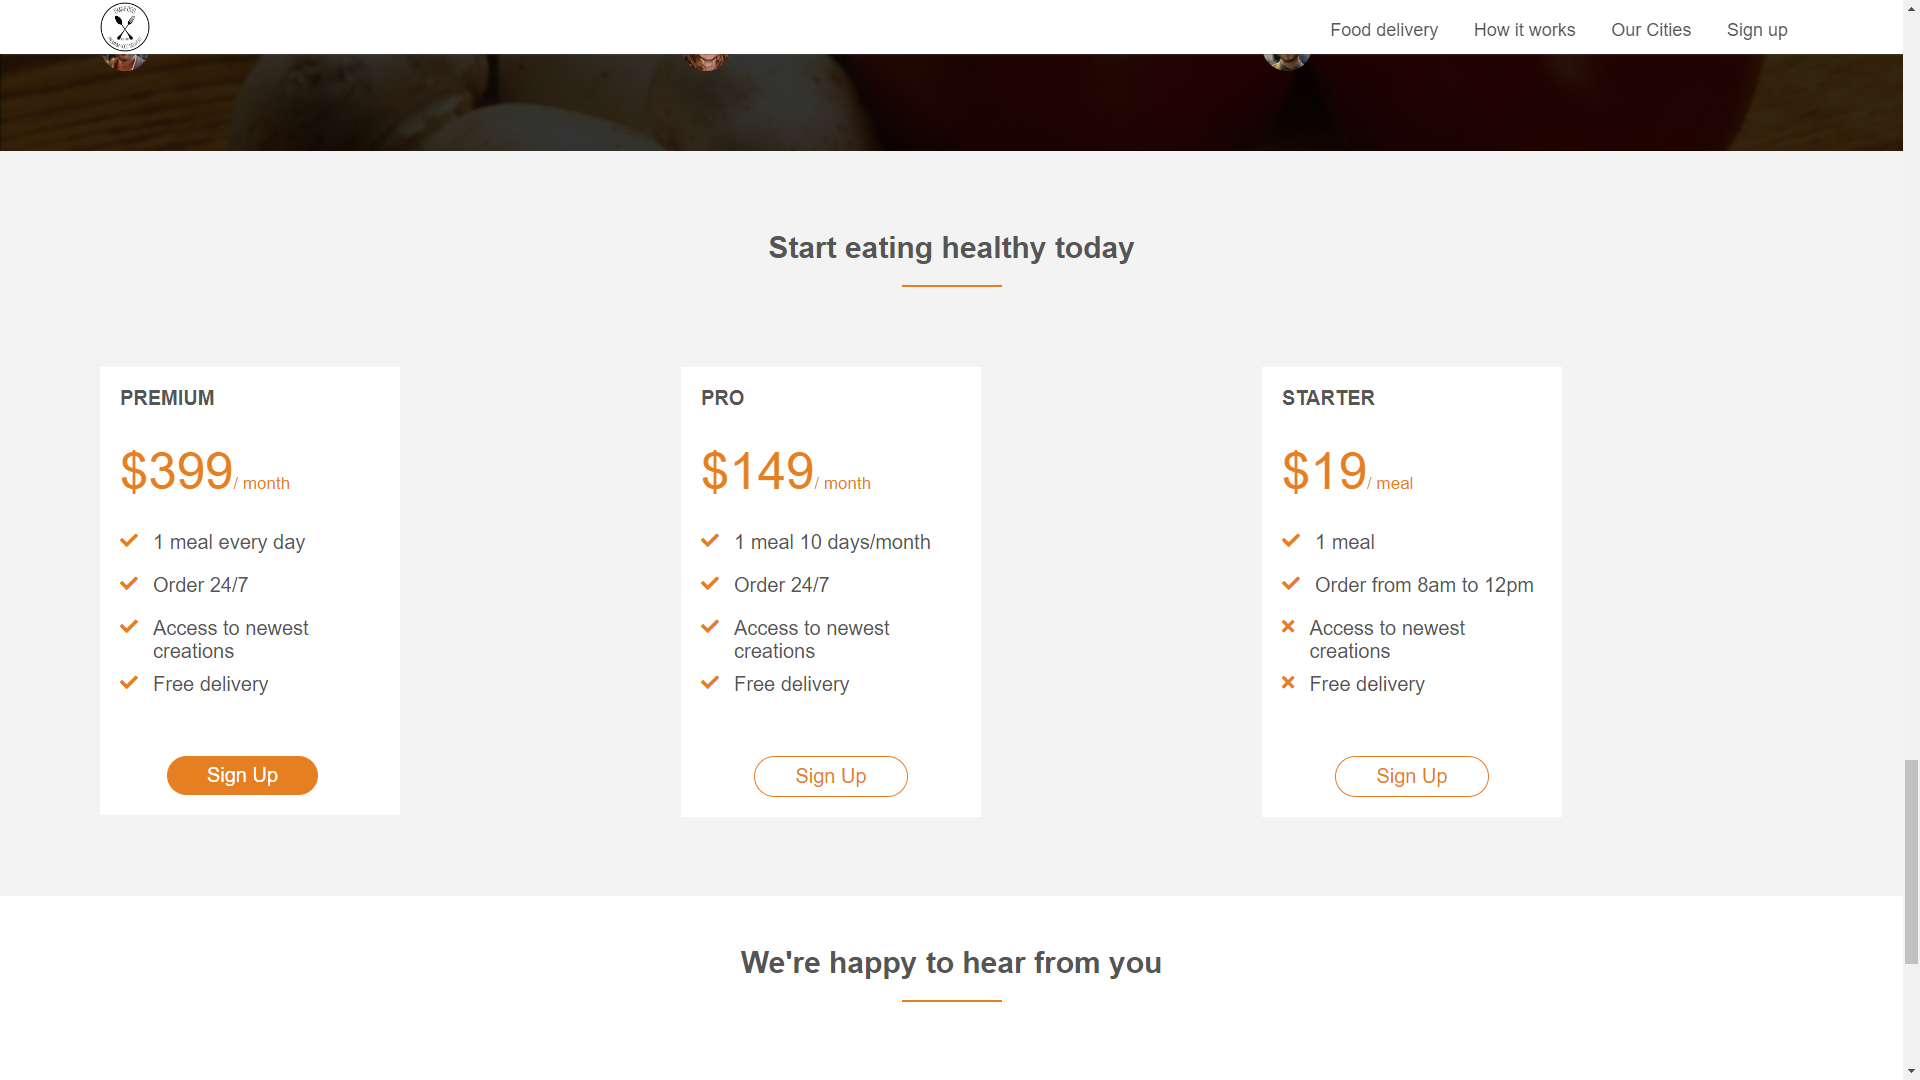 Food delivery
How it works
Our Cities
Sign up
Start eating healthy today
PREMIUM
$399/ month
1 meal every day
Order 24/7
Access to newest
creations
Free delivery
Sign Up
PRO
$149/ month
1 meal 10 days/month
Order 24/7
Access to newest
creations
Free delivery
Sign Up
STARTER
$19/ meal
1 meal
Order from 8am to 12pm
Access to newest
creations
Free delivery
Sign Up
We're happy to hear from you